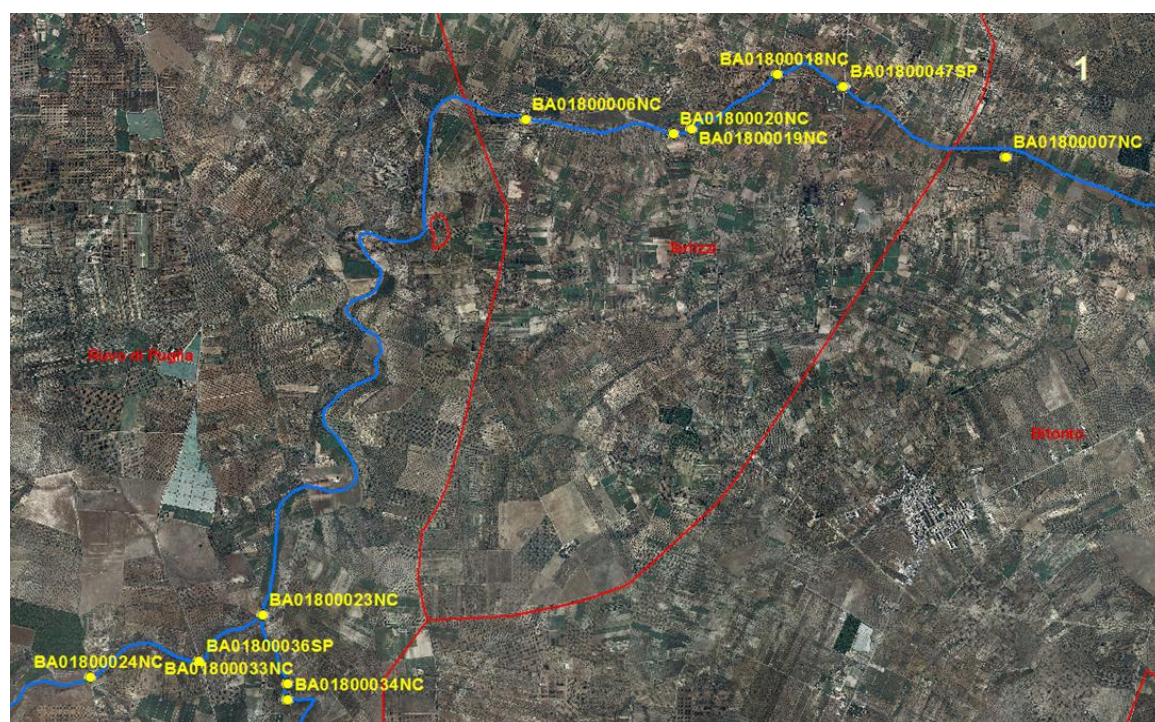 1
BA01800018NC
BA01800047SP
BA01800006NC
BA01800020NC
BA01800019NC
BA01800007NC
Terlizzi
Ruvo di Puglia
Bitonto
BA01800023NC
BA01800036SP
BA01800024NC
BA01800033NC
BA01800034NC